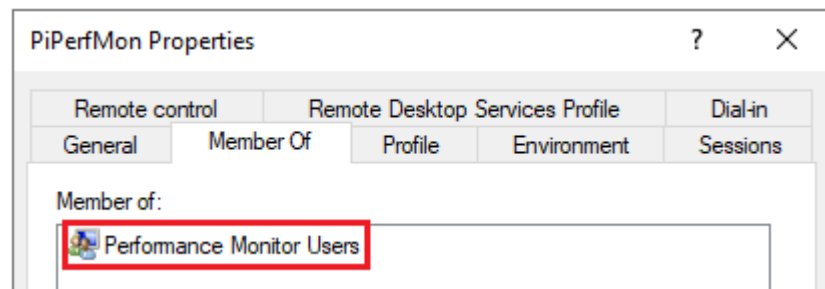 PiPerfMon Properties ? ×
Remote control Remote Desktop Services Profile Dial-in
General Member Of Profile Environment Sessions
Member of:
Performance Monitor Users